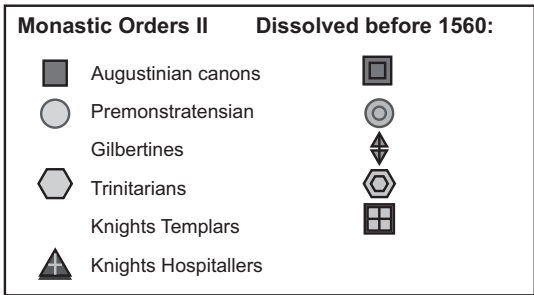 Monastic Orders II Dissolved before 1560:
Augustinian canons
Premonstratensian
Gilbertines
Trinitarians
Knights Templars
Knights Hospitallers